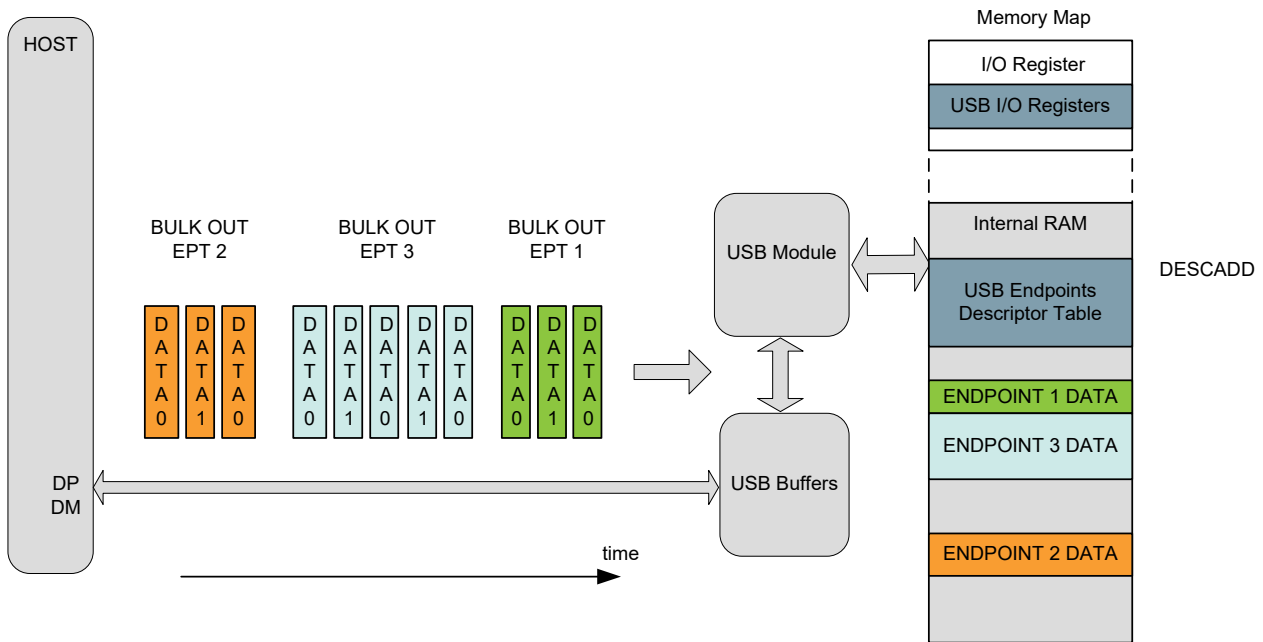 HOST
DP
DM
BULK OUT
EPT 2
DATA0
DATA1
DATA0
BULK OUT
EPT 3
DATA0
DATA1
DATA0
DATA1
DATA0
BULK OUT
EPT 1
DATA0
DATA1
DATA0
time
USB Module
USB Buffers
Memory Map
I/O Register
USB I/O Registers
Internal RAM
USB Endpoints
Descriptor Table
DESCADD
ENDPOINT 1 DATA
ENDPOINT 3 DATA
ENDPOINT 2 DATA